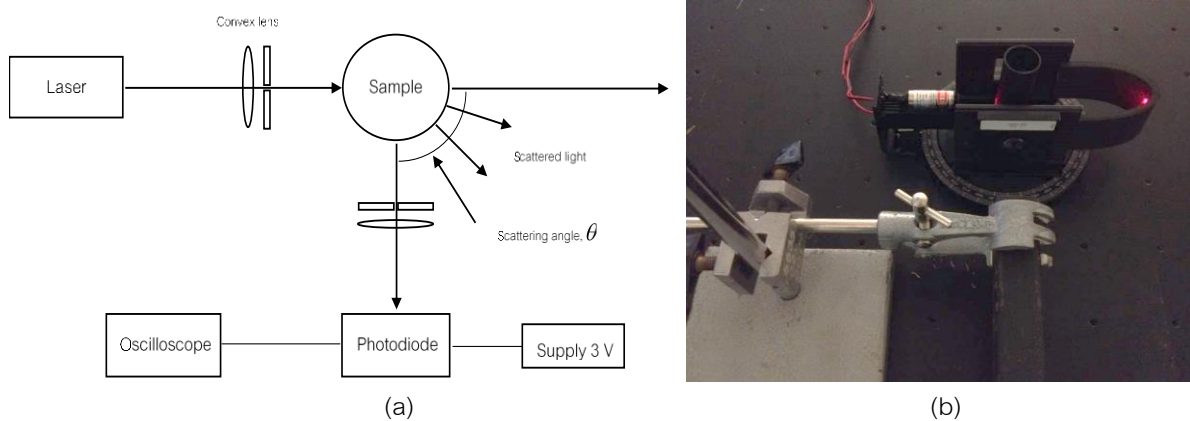 Convex lens
Laser
Sample
Scattered light
Scattering angle, θ
Oscilloscope
Photodiode
Supply 3 V
(a)
(b)